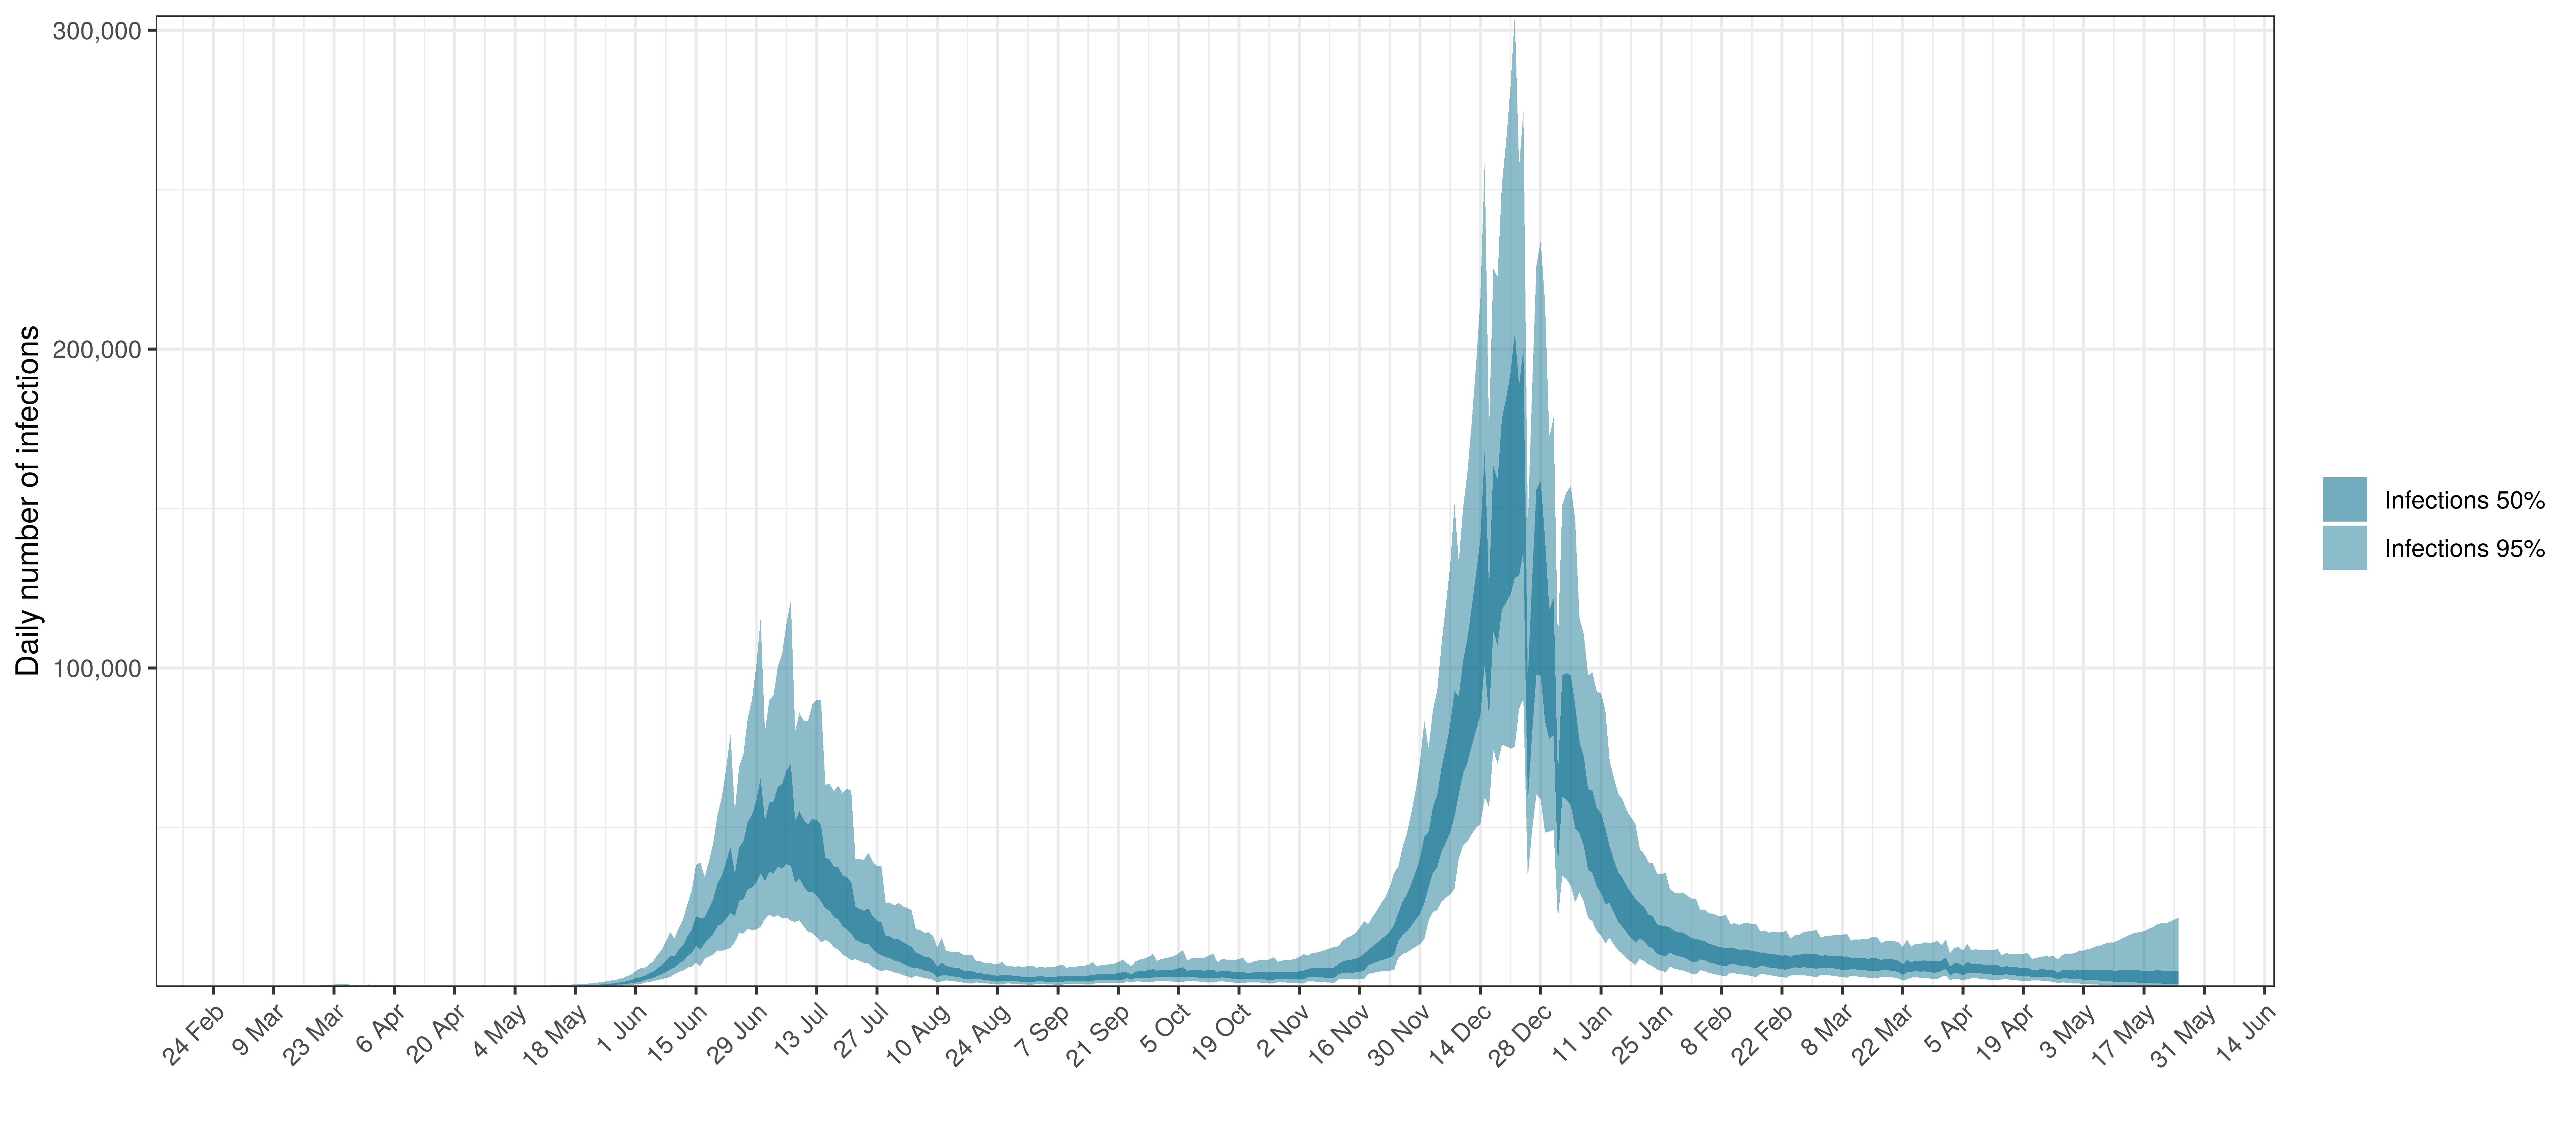 Daily number of infections
300,000
200,000
100,000
24 Feb
9 Mar
23 Mar
6 Apr
20 Apr
4 May
18 May
1 Jun
15 Jun
29 Jun
13 Jul
27 Jul
10 Aug
24 Aug
7 Sep
21 Sep
5 Oct
19 Oct
2 Nov
16 Nov
30 Nov
14 Dec
28 Dec
11 Jan
25 Jan
8 Feb
22 Feb
8 Mar
22 Mar
5 Apr
19 Apr
3 May
17 May
31 May
14 Jun
Infections 50%
Infections 95%